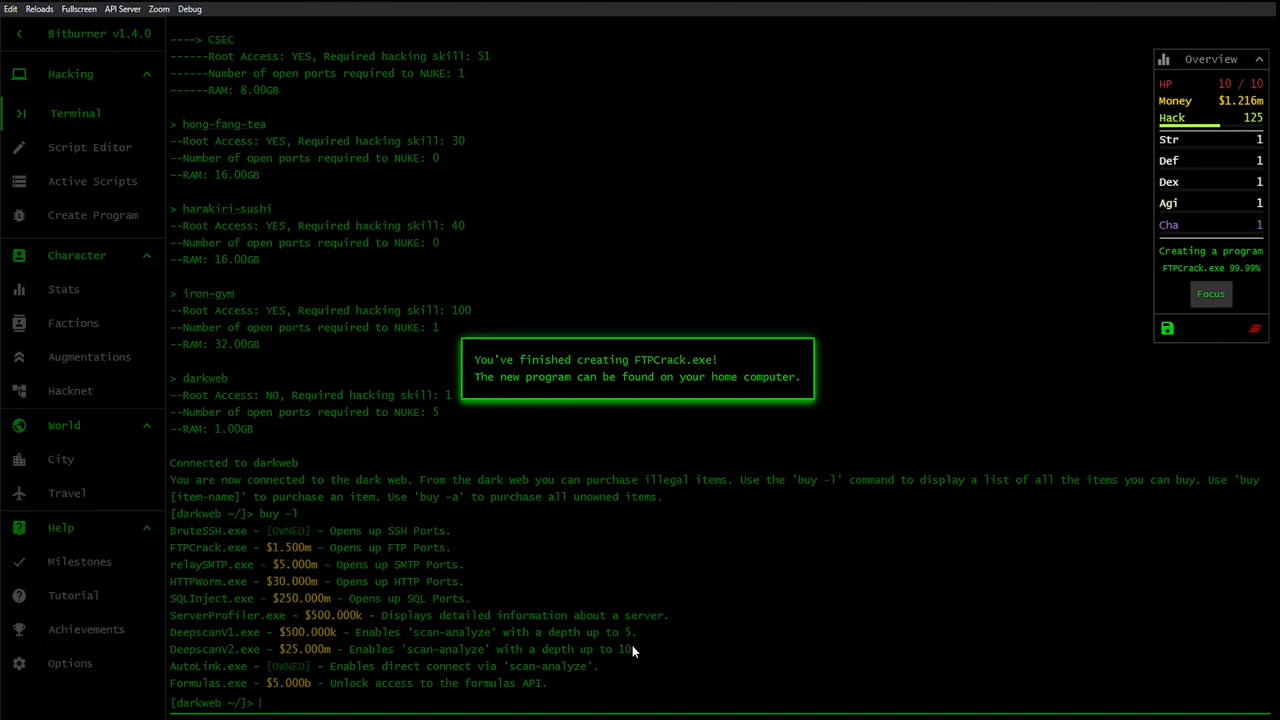 Edit Reloads Fullscreen API Server Zoom Debug
Bitburner v1.4.0
Hacking
Terminal
Script Editor
Active Scripts
Create Program
Character
Stats
Factions
Augmentations
Hacknet
World
City
Travel
Help
Milestones
Tutorial
Achievements
Options
----> CSEC
------Root Access: YES, Required hacking skill: 51
------Number of open ports required to NUKE: 1
------RAM: 8.00GB
> hong-fang-tea
--Root Access: YES, Required hacking skill: 30
--Number of open ports required to NUKE: 0
--RAM: 16.00GB
> harakiri-sushi
--Root Access: YES, Required hacking skill: 40
--Number of open ports required to NUKE: 0
--RAM: 16.00GB
> iron-gym
--Root Access: YES, Required hacking skill: 100
--Number of open ports required to NUKE: 1
--RAM: 32.00GB
> darkweb
--Root Access: NO, Required hacking skill: 1
--Number of open ports required to NUKE: 5
--RAM: 1.00GB
Connected to darkweb
You are now connected to the dark web. From the dark web you can purchase illegal items. Use the 'buy -l' command to display a list of all the items you can buy. Use 'buy
[item-name]' to purchase an item. Use 'buy -a' to purchase all unowned items.
[darkweb ~/]> buy -l
BruteSSH.exe - [OWNED] - Opens up SSH Ports.
FTPCrack.exe - $1.500m - Opens up FTP Ports.
relaySMTP.exe - $5.000m - Opens up SMTP Ports.
HTTPWorm.exe - $30.000m - Opens up HTTP Ports.
SQLInject.exe - $250.000m - Opens up SQL Ports.
ServerProfiler.exe - $500.000k - Displays detailed information about a server.
DeepscanV1.exe - $500.000k - Enables 'scan-analyze' with a depth up to 5.
DeepscanV2.exe - $25.000m - Enables 'scan-analyze' with a depth up to 10.
AutoLink.exe - [OWNED] - Enables direct connect via 'scan-analyze'.
Formulas.exe - $5.000b - Unlock access to the formulas API.
[darkweb ~/]>
You've finished creating FTPCrack.exe!
The new program can be found on your home computer.
Overview
HP 10 / 10
Money $1.216m
Hack 125
Str 1
Def 1
Dex 1
Agi 1
Cha 1
Creating a program
FTPCrack.exe 99.99%
Focus